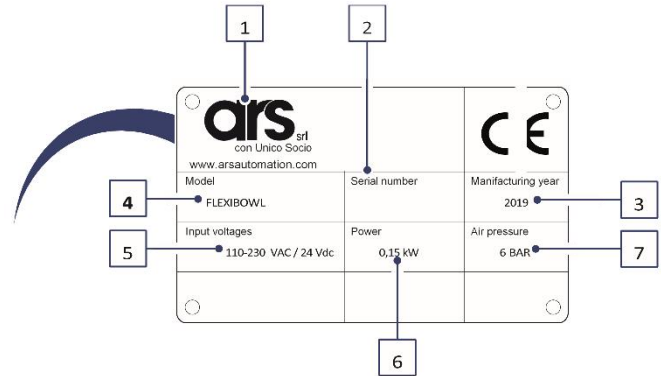 1
2
ars srl
con Unico Socio
www.arsautomation.com
CE
Model
Serial number
Manifacturing year
4
FLEXIBOWL
2019
3
Input voltages
Power
Air pressure
5
110-230 VAC / 24 Vdc
0,15 kW
6 BAR
7
6